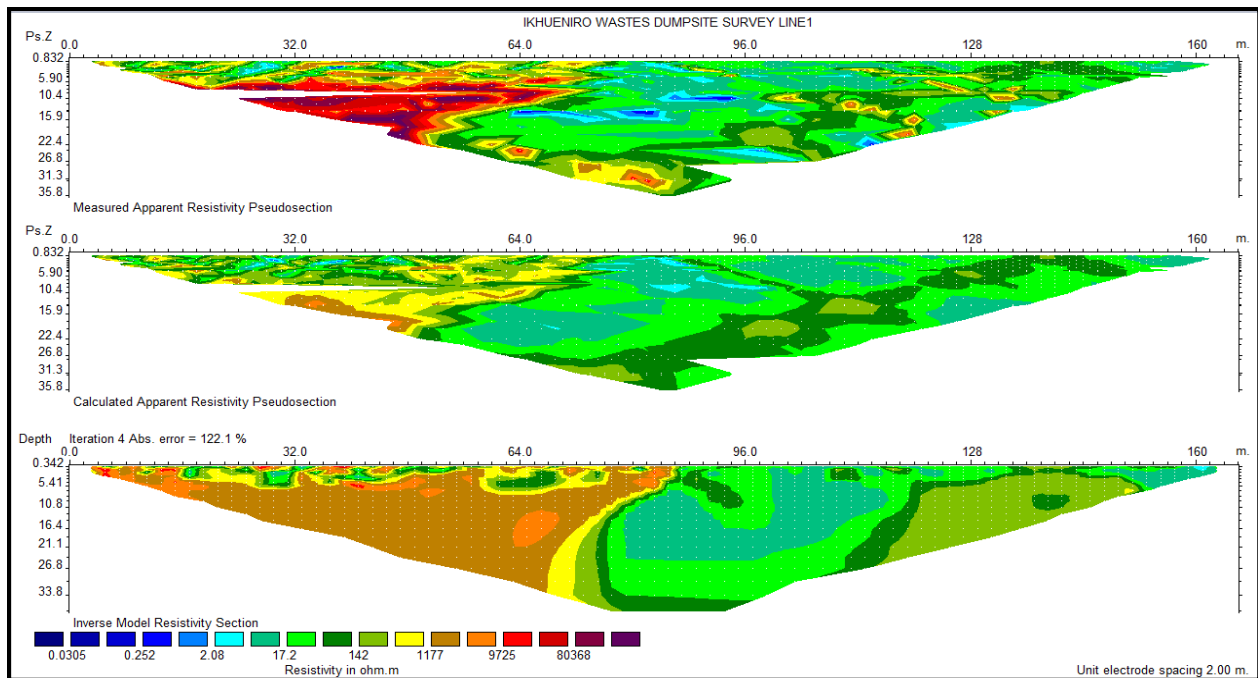 IKHUENIRO WASTES DUMPSITE SURVEY LINE1
Ps.Z 0.0 32.0 64.0 96.0 128 160 m.
0.832
5.90
10.4
15.9
22.4
26.8
31.3
35.8
Measured Apparent Resistivity Pseudosection
Ps.Z 0.0 32.0 64.0 96.0 128 160 m.
0.832
5.90
10.4
15.9
22.4
26.8
31.3
35.8
Calculated Apparent Resistivity Pseudosection
Depth Iteration 4 Abs. error = 122.1 %
0.0 32.0 64.0 96.0 128 160 m.
0.342
5.41
10.8
16.4
21.1
26.8
33.8
Inverse Model Resistivity Section
0.0305 0.252 2.08 17.2 142 1177 9725 80368
Resistivity in ohm.m Unit electrode spacing 2.00 m.